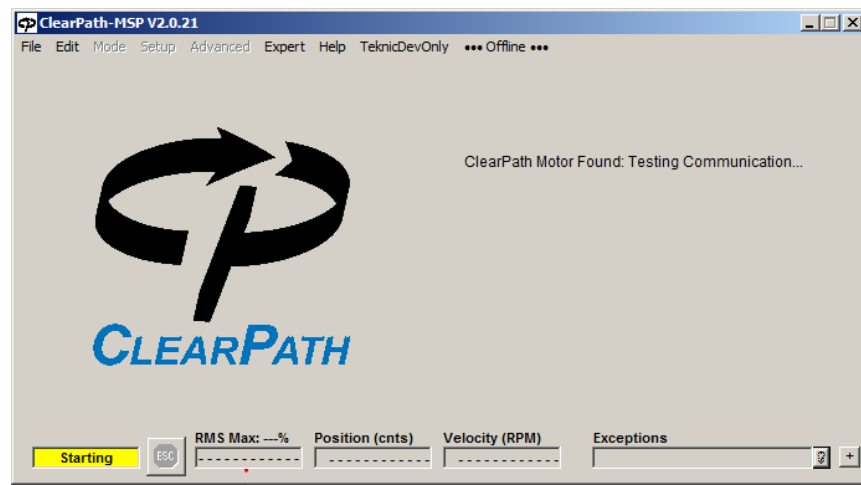 ClearPath-MSP V2.0.21
File Edit Mode Setup Advanced Expert Help TeknicDevOnly ••• Offline •••
ClearPath Motor Found: Testing Communication...
CLEARPATH
RMS Max: ---% Position (cnts) Velocity (RPM) Exceptions
Starting ESC ------------ ------------ ------------ ? +